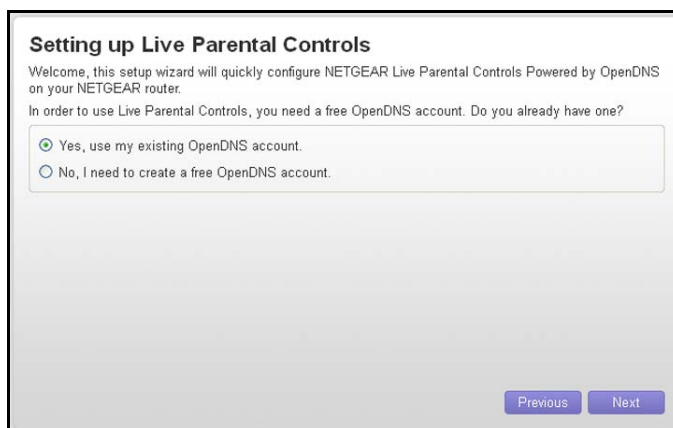 Setting up Live Parental Controls
Welcome, this setup wizard will quickly configure NETGEAR Live Parental Controls Powered by OpenDNS
on your NETGEAR router.
In order to use Live Parental Controls, you need a free OpenDNS account. Do you already have one?
Yes, use my existing OpenDNS account.
No, I need to create a free OpenDNS account.
Previous Next